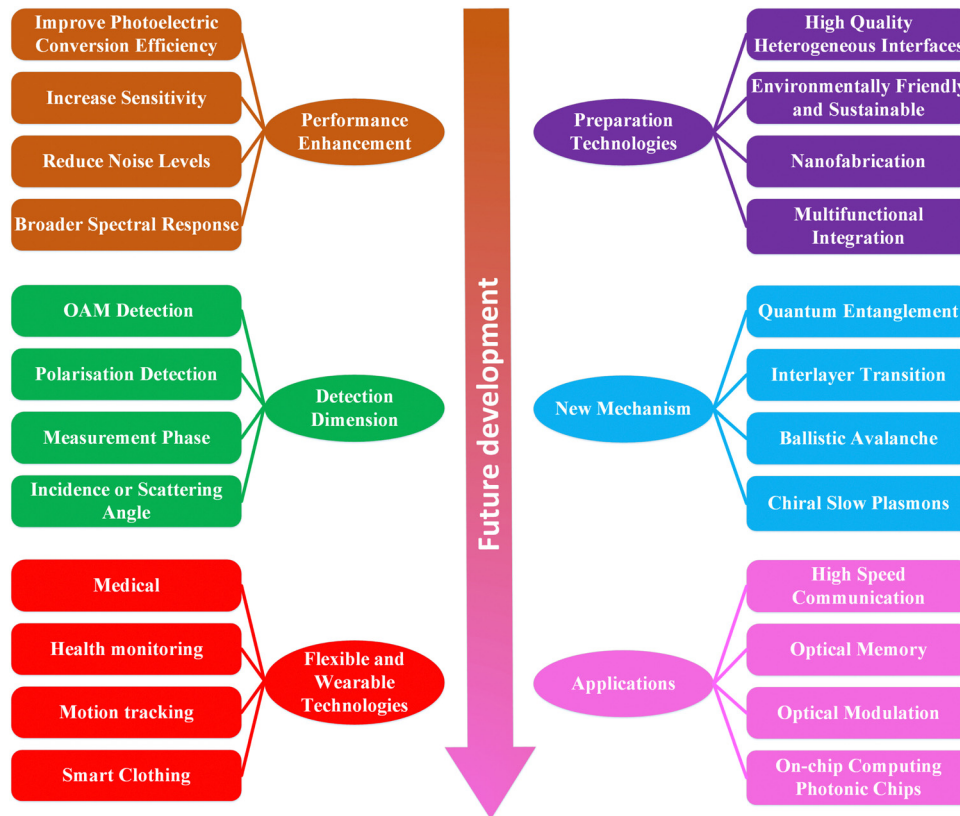 Improve Photoelectric
Conversion Efficiency
Increase Sensitivity
Reduce Noise Levels
Broader Spectral Response
Performance
Enhancement
OAM Detection
Polarisation Detection
Measurement Phase
Incidence or Scattering
Angle
Detection
Dimension
Medical
Health monitoring
Motion tracking
Smart Clothing
Flexible and
Wearable
Technologies
Future development
Preparation
Technologies
High Quality
Heterogeneous Interfaces
Environmentally Friendly
and Sustainable
Nanofabrication
Multifunctional
Integration
New Mechanism
Quantum Entanglement
Interlayer Transition
Ballistic Avalanche
Chiral Slow Plasmons
Applications
High Speed
Communication
Optical Memory
Optical Modulation
On-chip Computing
Photonic Chips